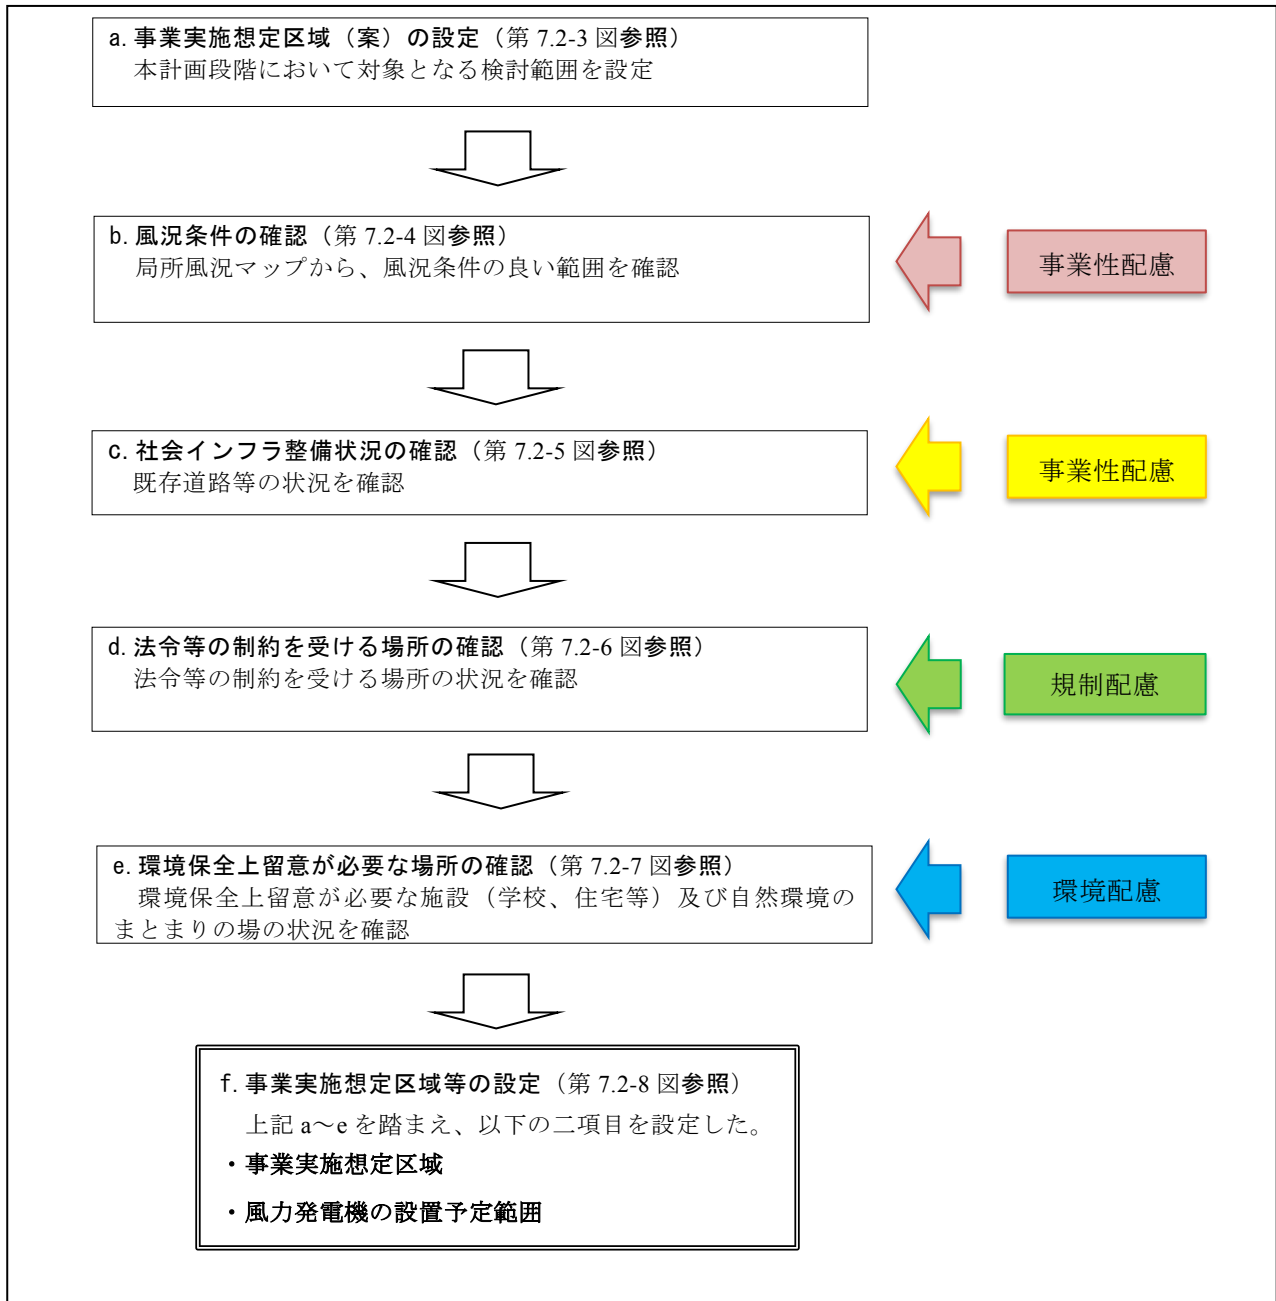 a. 事業実施想定区域（案）の設定（第 7.2-3 図参照）
本計画段階において対象となる検討範囲を設定
b. 風況条件の確認（第 7.2-4 図参照）
局所風況マップから、風況条件の良い範囲を確認
事業性配慮
c. 社会インフラ整備状況の確認（第 7.2-5 図参照）
既存道路等の状況を確認
事業性配慮
d. 法令等の制約を受ける場所の確認（第 7.2-6 図参照）
法令等の制約を受ける場所の状況を確認
規制配慮
e. 環境保全上留意が必要な場所の確認（第 7.2-7 図参照）
環境保全上留意が必要な施設（学校、住宅等）及び自然環境の
まとまりの場の状況を確認
環境配慮
f. 事業実施想定区域等の設定（第 7.2-8 図参照）
上記 a～e を踏まえ、以下の二項目を設定した。
・事業実施想定区域
・風力発電機の設置予定範囲